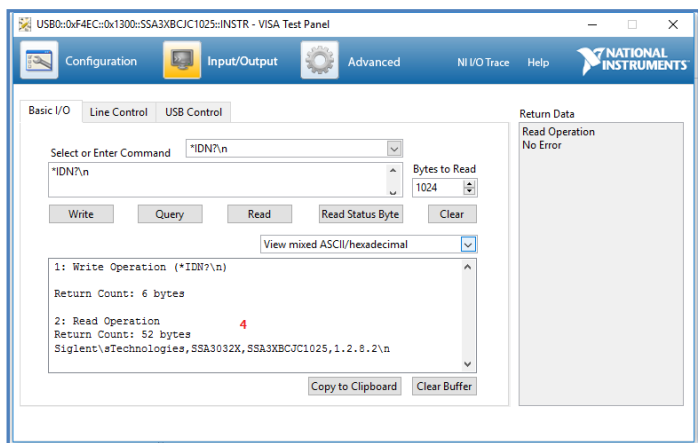 USB0::0xF4EC::0x1300::SSA3XBCJC1025::INSTR - VISA Test Panel
Configuration
Input/Output
Advanced
NI I/O Trace
Help
NATIONAL INSTRUMENTS
Basic I/O
Line Control
USB Control
Return Data
Read Operation
No Error
Select or Enter Command
*IDN?\n
*IDN?\n
Bytes to Read
1024
Write
Query
Read
Read Status Byte
Clear
View mixed ASCII/hexadecimal
1: Write Operation (*IDN?\n)
Return Count: 6 bytes
2: Read Operation
4
Return Count: 52 bytes
Siglent\sTechnologies,SSA3032X,SSA3XBCJC1025,1.2.8.2\n
Copy to Clipboard
Clear Buffer